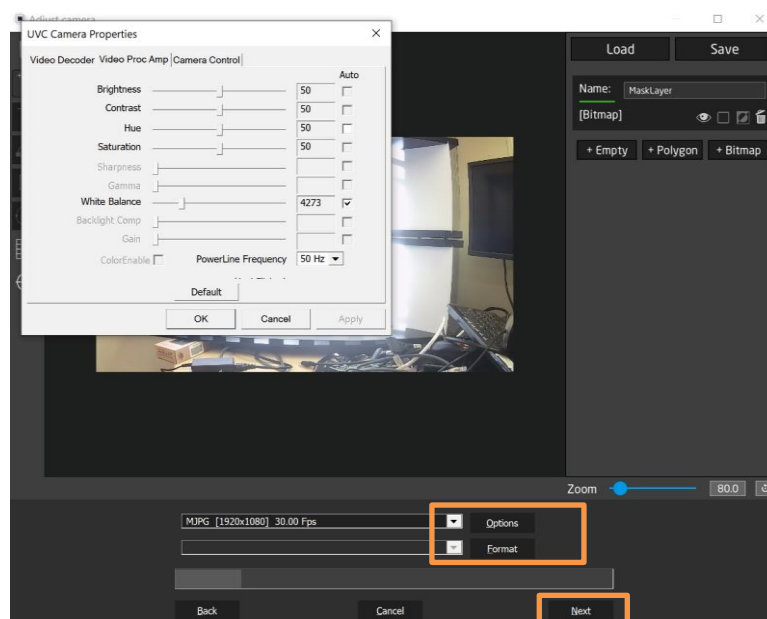 Adjust camera
UVC Camera Properties
Video Decoder Video Proc Amp Camera Control
Auto
Brightness 50
Contrast 50
Hue 50
Saturation 50
Sharpness
Gamma
White Balance 4273
Backlight Comp
Gain
ColorEnable PowerLine Frequency 50 Hz
Default
OK Cancel Apply
Load Save
Name: MaskLayer
[Bitmap]
+ Empty + Polygon + Bitmap
Zoom 80.0
MJPG [1920x1080] 30.00 Fps Options
Format
Back Cancel Next